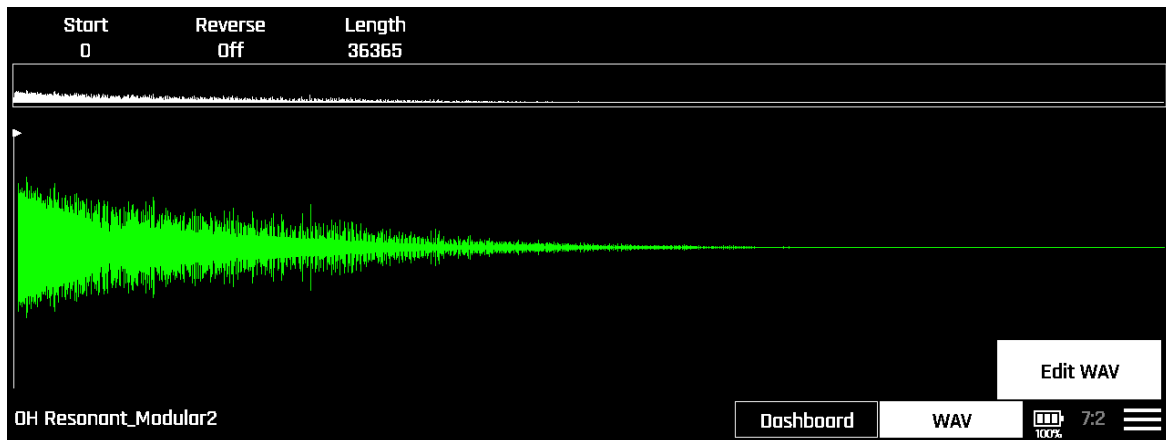 Start Reverse Length
0 Off 36365
Edit WAV
OH Resonant_Modular2 Dashboard WAV 100% 7:2